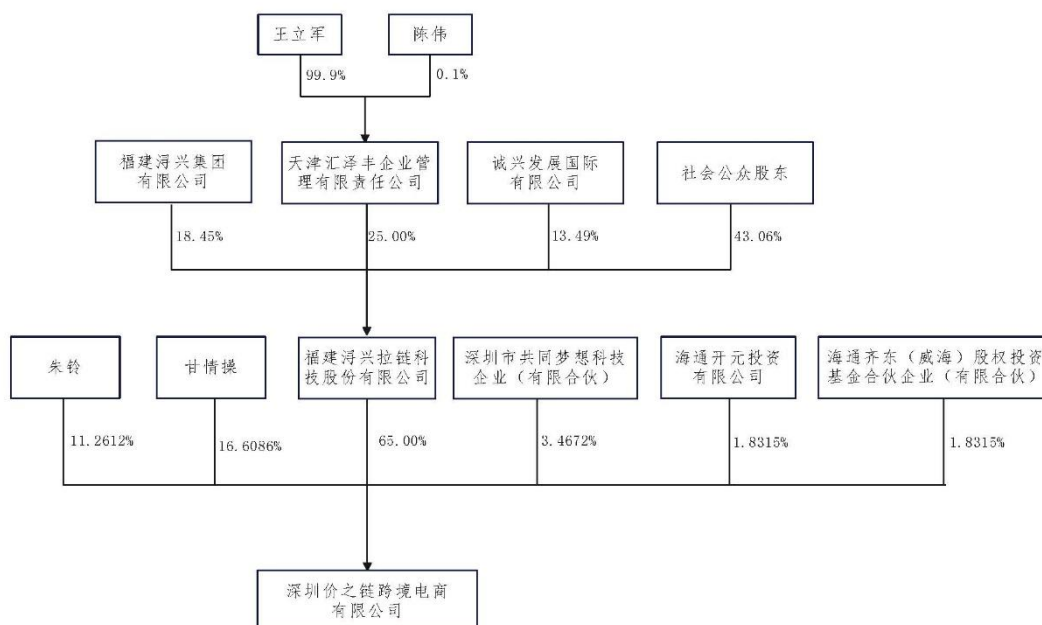 王立军
陈伟
99.9%
0.1%
福建浔兴集团
有限公司
天津汇泽丰企业管
理有限责任公司
诚兴发展国际
有限公司
社会公众股东
18.45%
25.00%
13.49%
43.06%
朱铃
甘情操
福建浔兴拉链科
技股份有限公司
深圳市共同梦想科技
企业（有限合伙）
海通开元投资
有限公司
海通齐东（威海）股权投资
基金合伙企业（有限合伙）
11.2612%
16.6086%
65.00%
3.4672%
1.8315%
1.8315%
深圳价之链跨境电商
有限公司